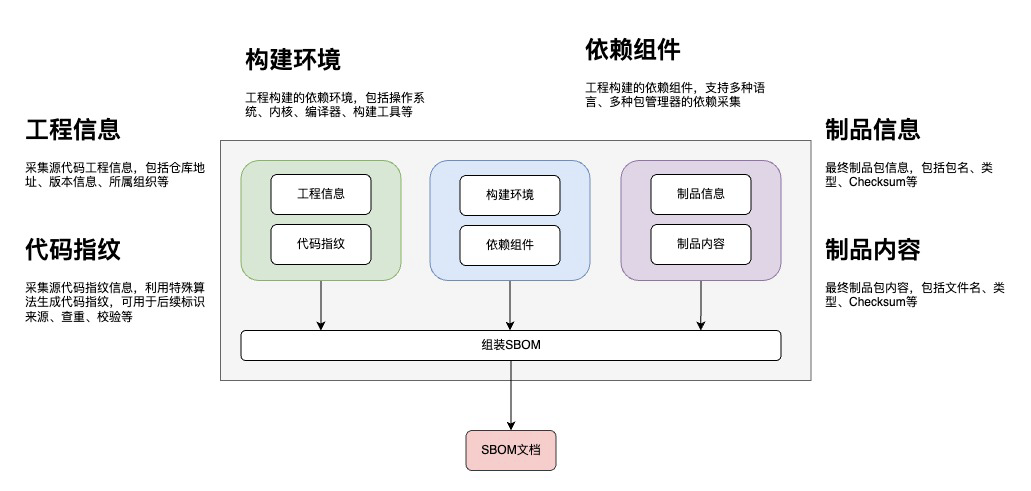 构建环境
工程构建的依赖环境，包括操作系
统、内核、编译器、构建工具等
依赖组件
工程构建的依赖组件，支持多种语
言、多种包管理器的依赖采集
工程信息
采集源代码工程信息，包括仓库地
址、版本信息、所属组织等
代码指纹
采集源代码指纹信息，利用特殊算
法生成代码指纹，可用于后续标识
来源、查重、校验等
工程信息
代码指纹
构建环境
依赖组件
制品信息
制品内容
组装SBOM
SBOM文档
制品信息
最终制品包信息，包括包名、类
型、Checksum等
制品内容
最终制品包内容，包括文件名、类
型、Checksum等